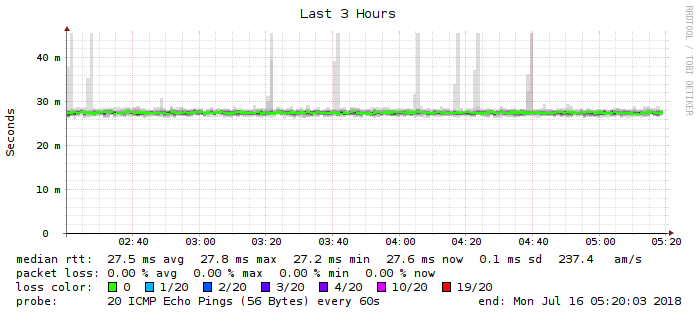 Last 3 Hours
RRDTOOL / TOBI OETIKER
Seconds
40 m
30 m
20 m
10 m
0
02:40 03:00 03:20 03:40 04:00 04:20 04:40 05:00 05:20
median rtt: 27.5 ms avg 27.8 ms max 27.2 ms min 27.6 ms now 0.1 ms sd 237.4 am/s
packet loss: 0.00 % avg 0.00 % max 0.00 % min 0.00 % now
loss color: 0 1/20 2/20 3/20 4/20 10/20 19/20
probe: 20 ICMP Echo Pings (56 Bytes) every 60s end: Mon Jul 16 05:20:03 2018